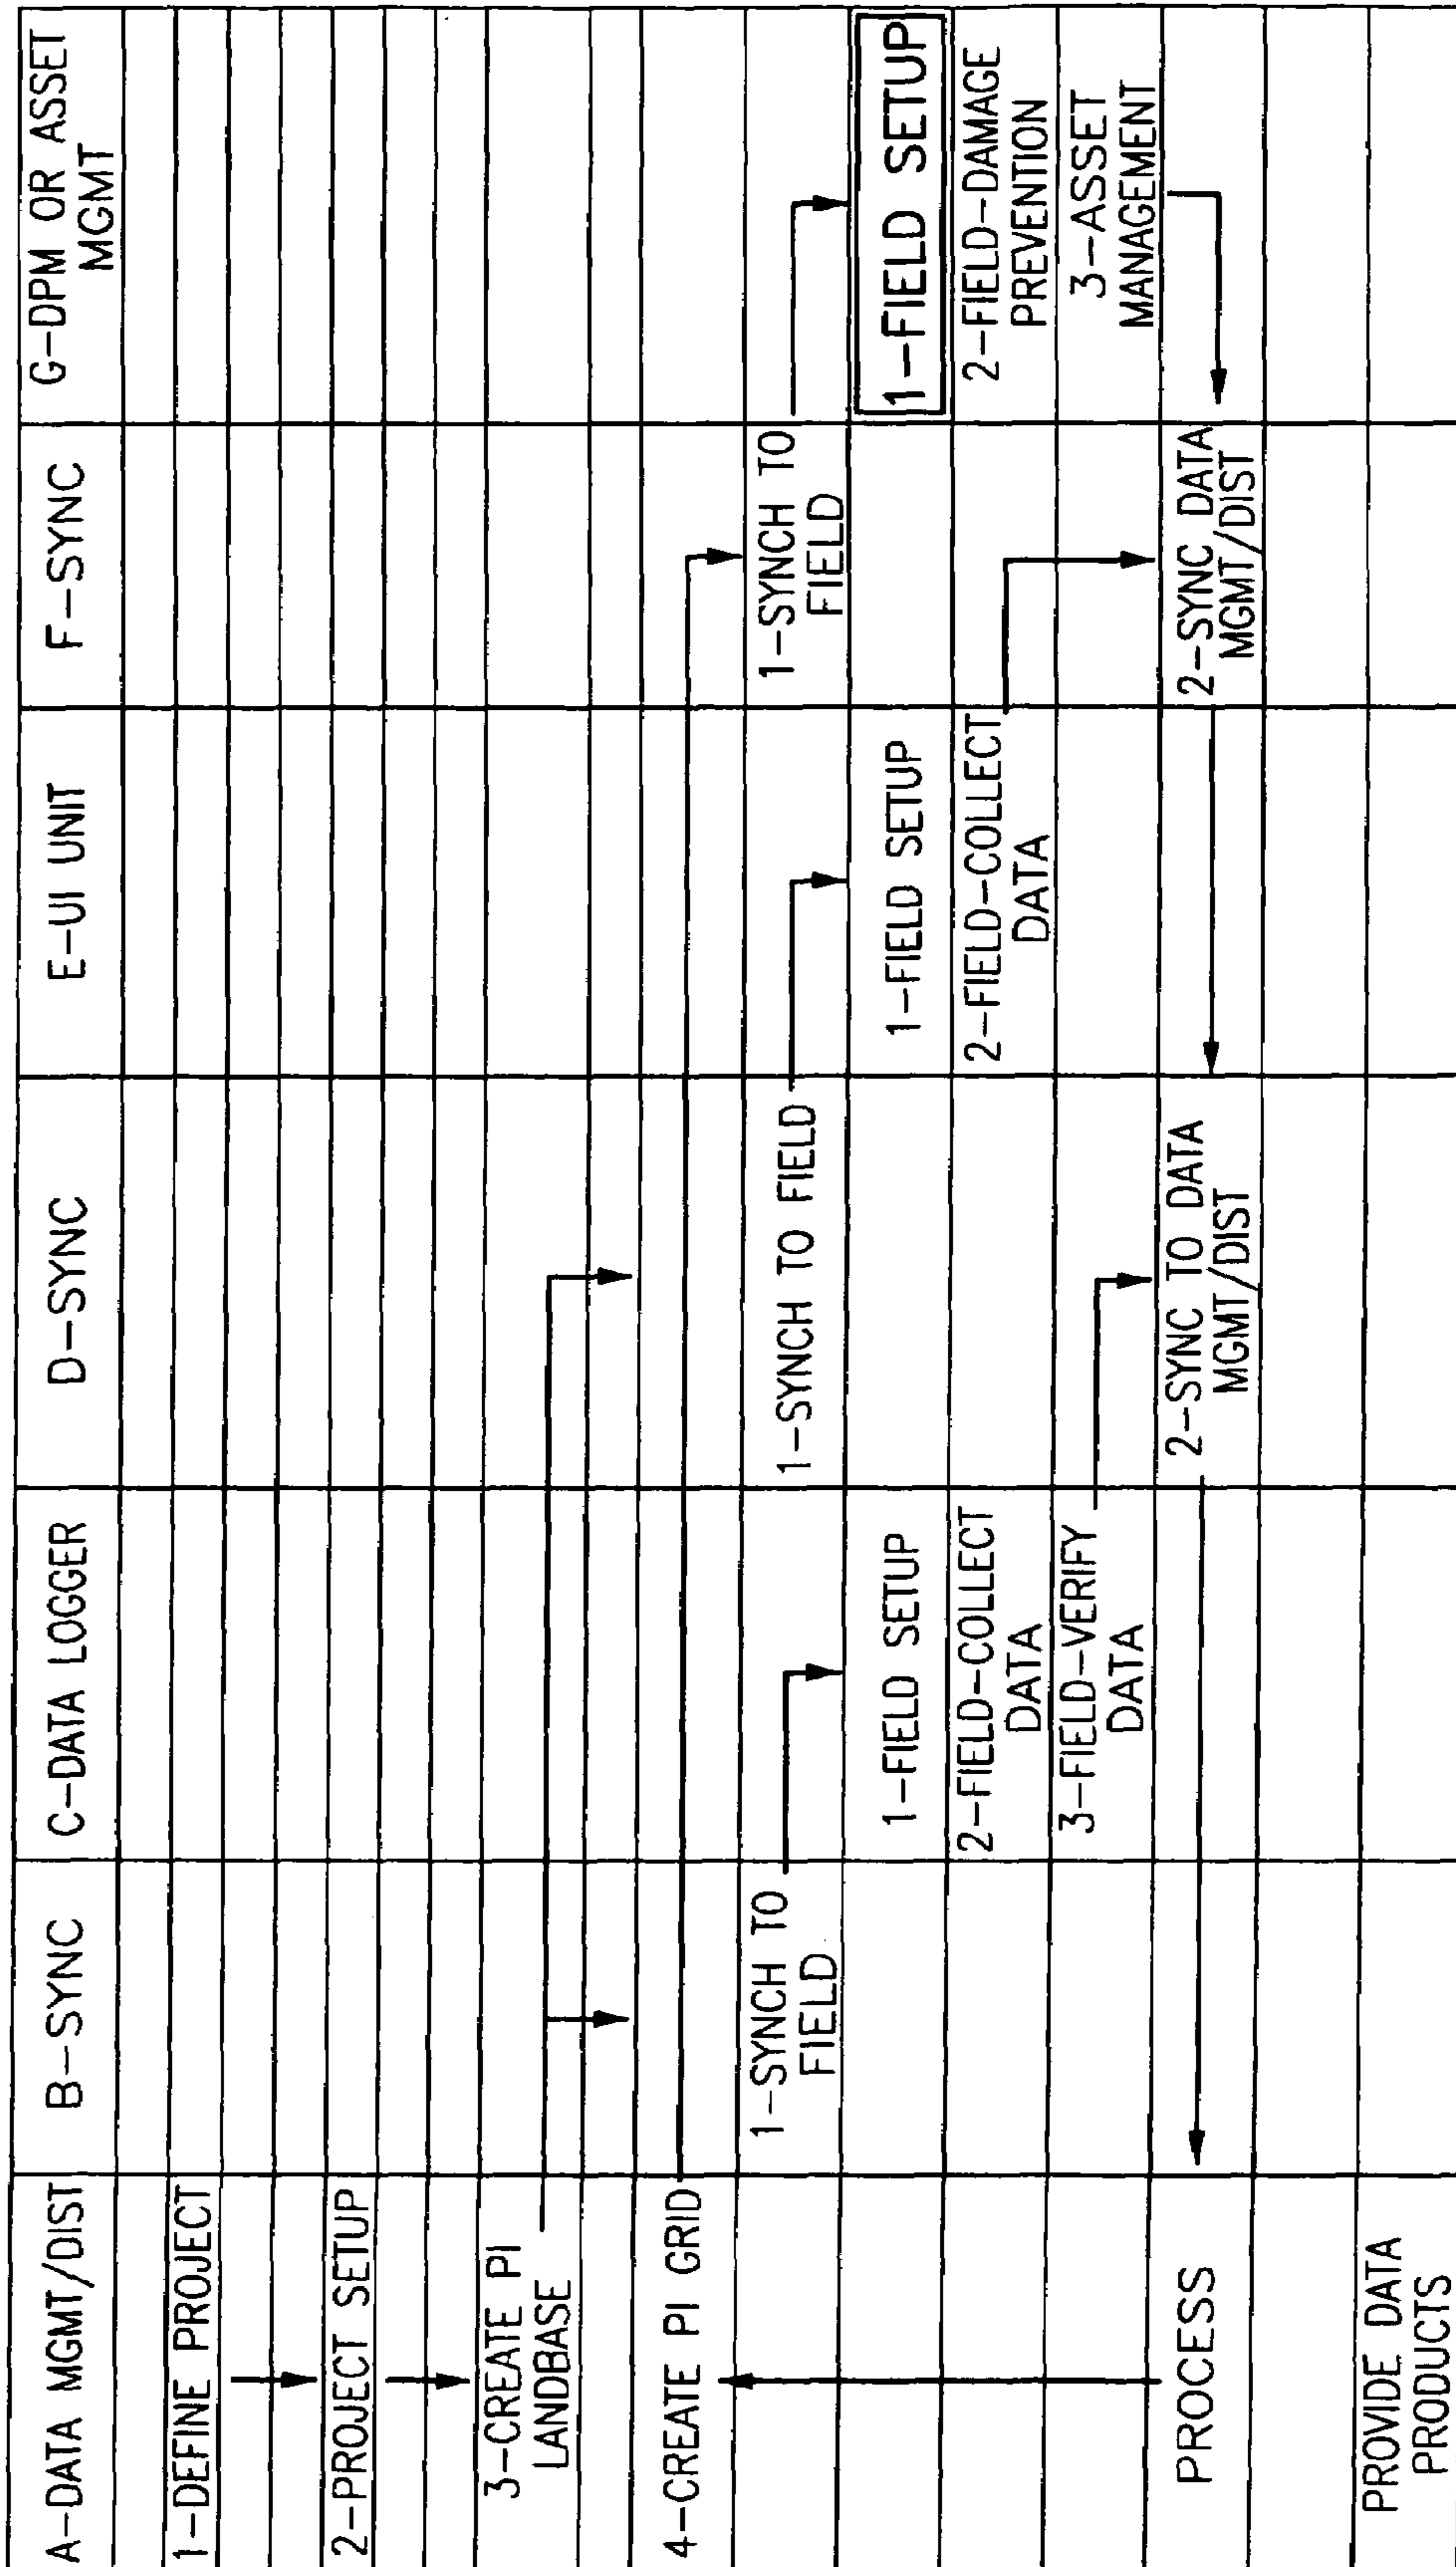 A-DATA MGMT/DIST
B-SYNC
C-DATA LOGGER
D-SYNC
E-UI UNIT
F-SYNC
G-DPM OR ASSET
MGMT
1-DEFINE PROJECT
2-PROJECT SETUP
3-CREATE PI
LANDBASE
4-CREATE PI GRID
1-SYNCH TO
FIELD
1-SYNCH TO FIELD
1-SYNCH TO
FIELD
1-FIELD SETUP
1-FIELD SETUP
1-FIELD SETUP
2-FIELD-COLLECT
DATA
2-FIELD-COLLECT
DATA
2-FIELD-DAMAGE
PREVENTION
3-FIELD-VERIFY
DATA
3-ASSET
MANAGEMENT
PROCESS
2-SYNC TO DATA
MGMT/DIST
2-SYNC DATA
MGMT/DIST
PROVIDE DATA
PRODUCTS